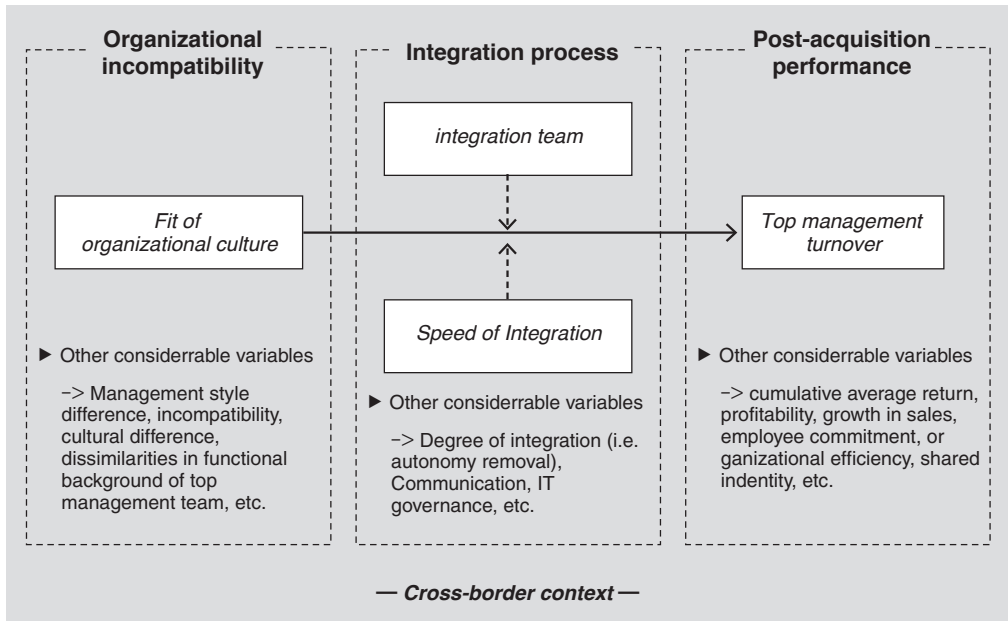 Organizational
incompatibility
Fit of
organizational culture
► Other considerrable variables
–> Management style
difference, incompatibility,
cultural difference,
dissimilarities in functional
background of top
management team, etc.
Integration process
integration team
Speed of Integration
► Other considerrable variables
–> Degree of integration (i.e.
autonomy removal),
Communication, IT
governance, etc.
Post-acquisition
performance
Top management
turnover
► Other considerrable variables
–> cumulative average return,
profitability, growth in sales,
employee commitment, or
ganizational efficiency, shared
indentity, etc.
— Cross-border context —